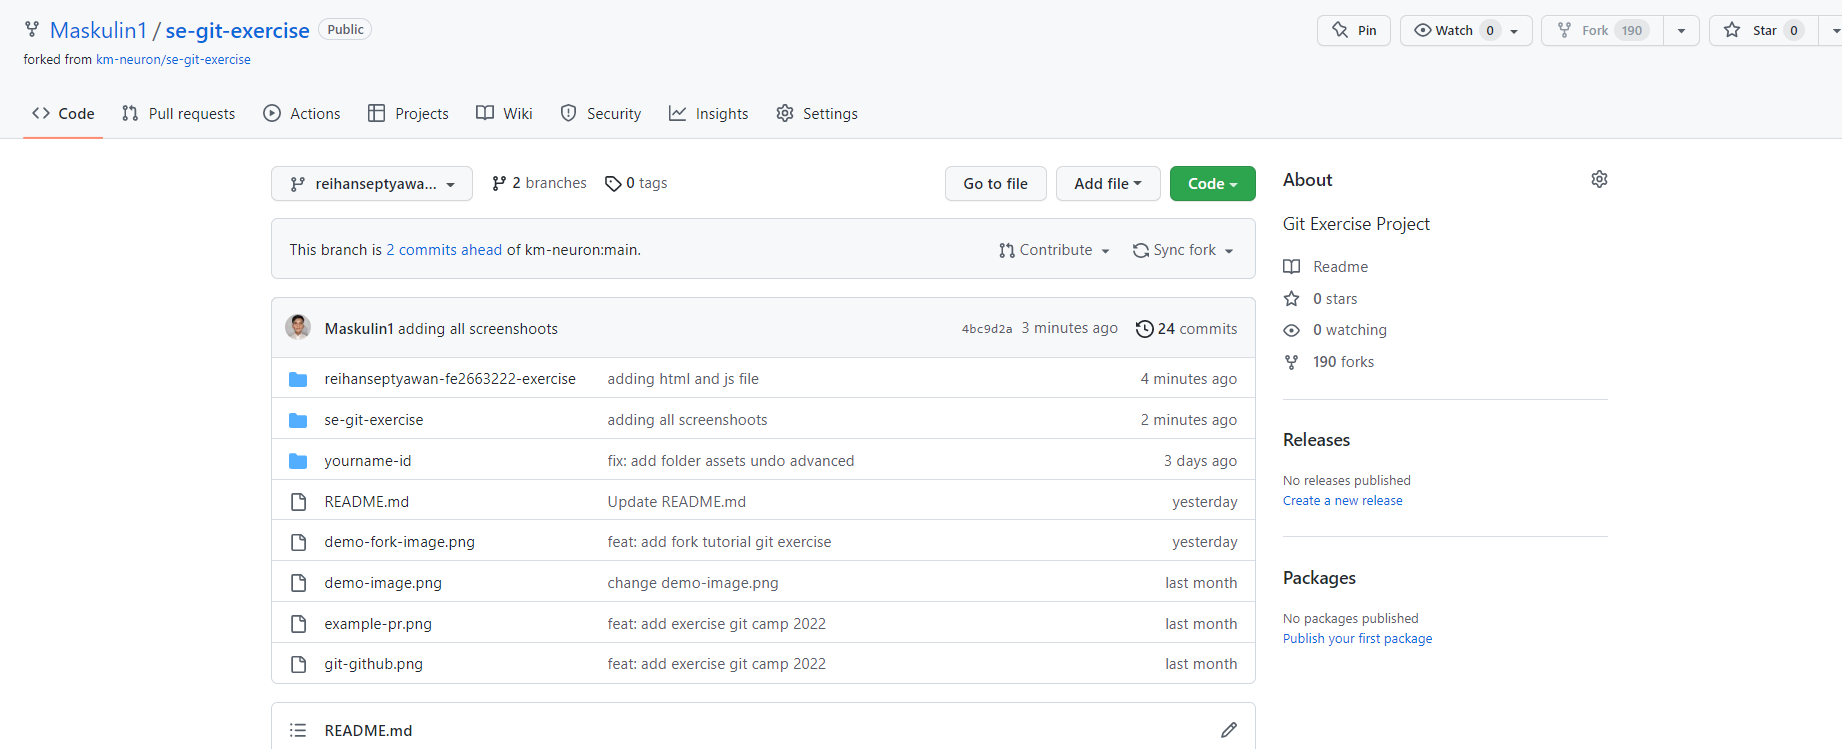 Maskulin1 / se-git-exercise Public
Pin Watch 0 Fork 190 Star 0
forked from km-neuron/se-git-exercise
Code Pull requests Actions Projects Wiki Security Insights Settings
reihanseptyawa... 2 branches 0 tags Go to file Add file Code
This branch is 2 commits ahead of km-neuron:main. Contribute Sync fork
Maskulin1 adding all screenshoots 4bc9d2a 3 minutes ago 24 commits
reihanseptyawan-fe2663222-exercise adding html and js file 4 minutes ago
se-git-exercise adding all screenshoots 2 minutes ago
yourname-id fix: add folder assets undo advanced 3 days ago
README.md Update README.md yesterday
demo-fork-image.png feat: add fork tutorial git exercise yesterday
demo-image.png change demo-image.png last month
example-pr.png feat: add exercise git camp 2022 last month
git-github.png feat: add exercise git camp 2022 last month
README.md
About
Git Exercise Project
Readme
0 stars
0 watching
190 forks
Releases
No releases published
Create a new release
Packages
No packages published
Publish your first package